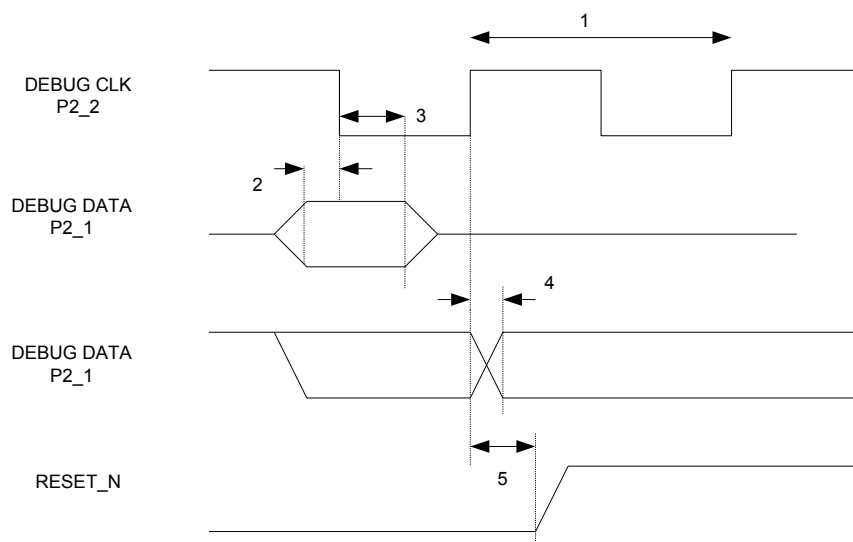 1
DEBUG CLK
P2_2
3
2
DEBUG DATA
P2_1
4
DEBUG DATA
P2_1
5
RESET_N